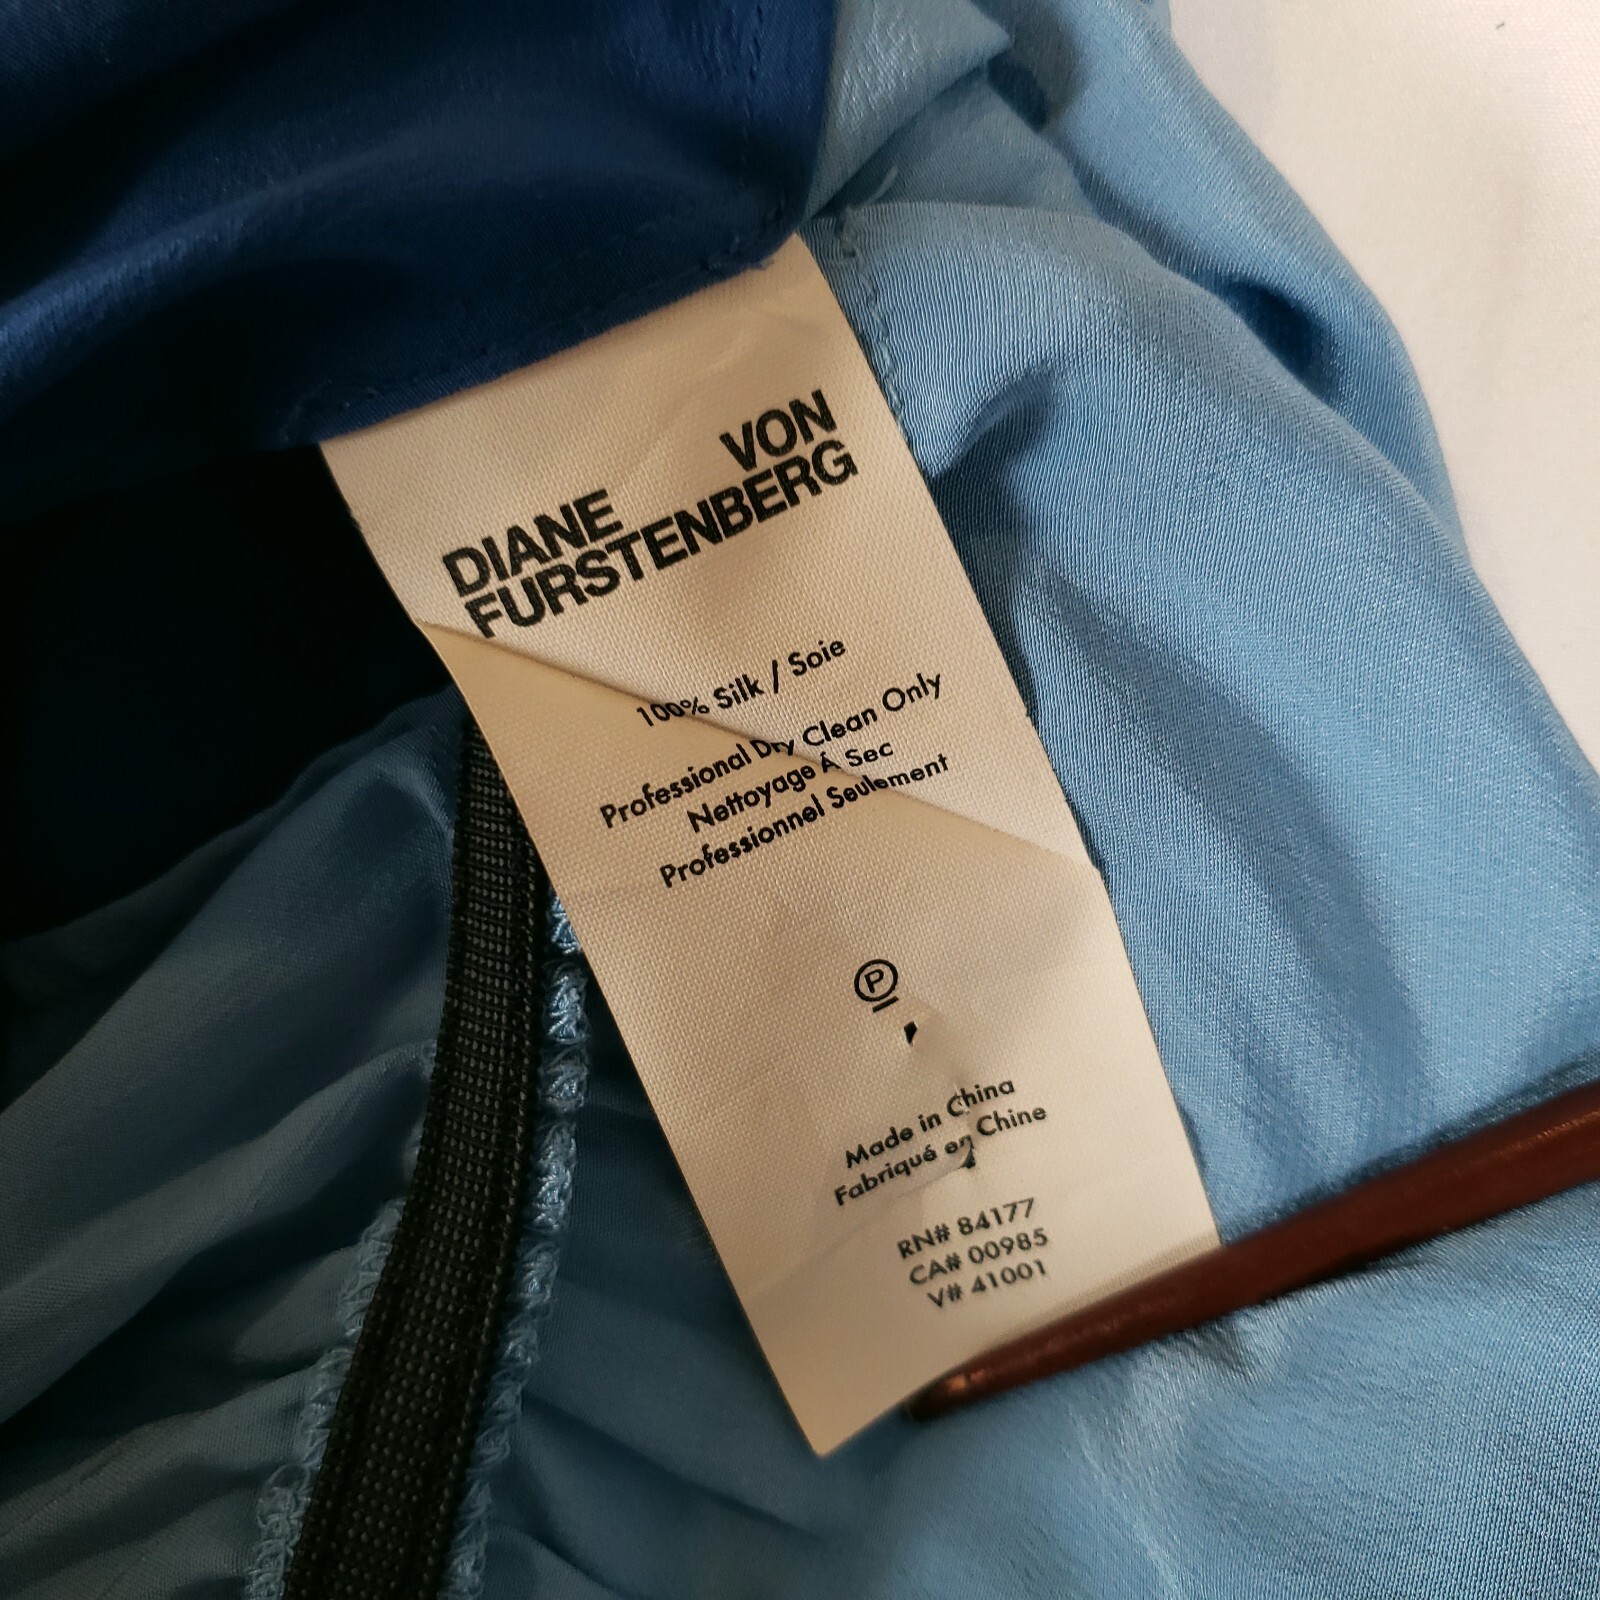 VON
DIANE
FURSTENBERG
100% Silk / Soie
Professional Dry Clean Only
Nettoyage À Sec
Professionnel Seulement
P
Made in China
Fabriqué en Chine
RN# 84177
CA# 00985
V# 41001